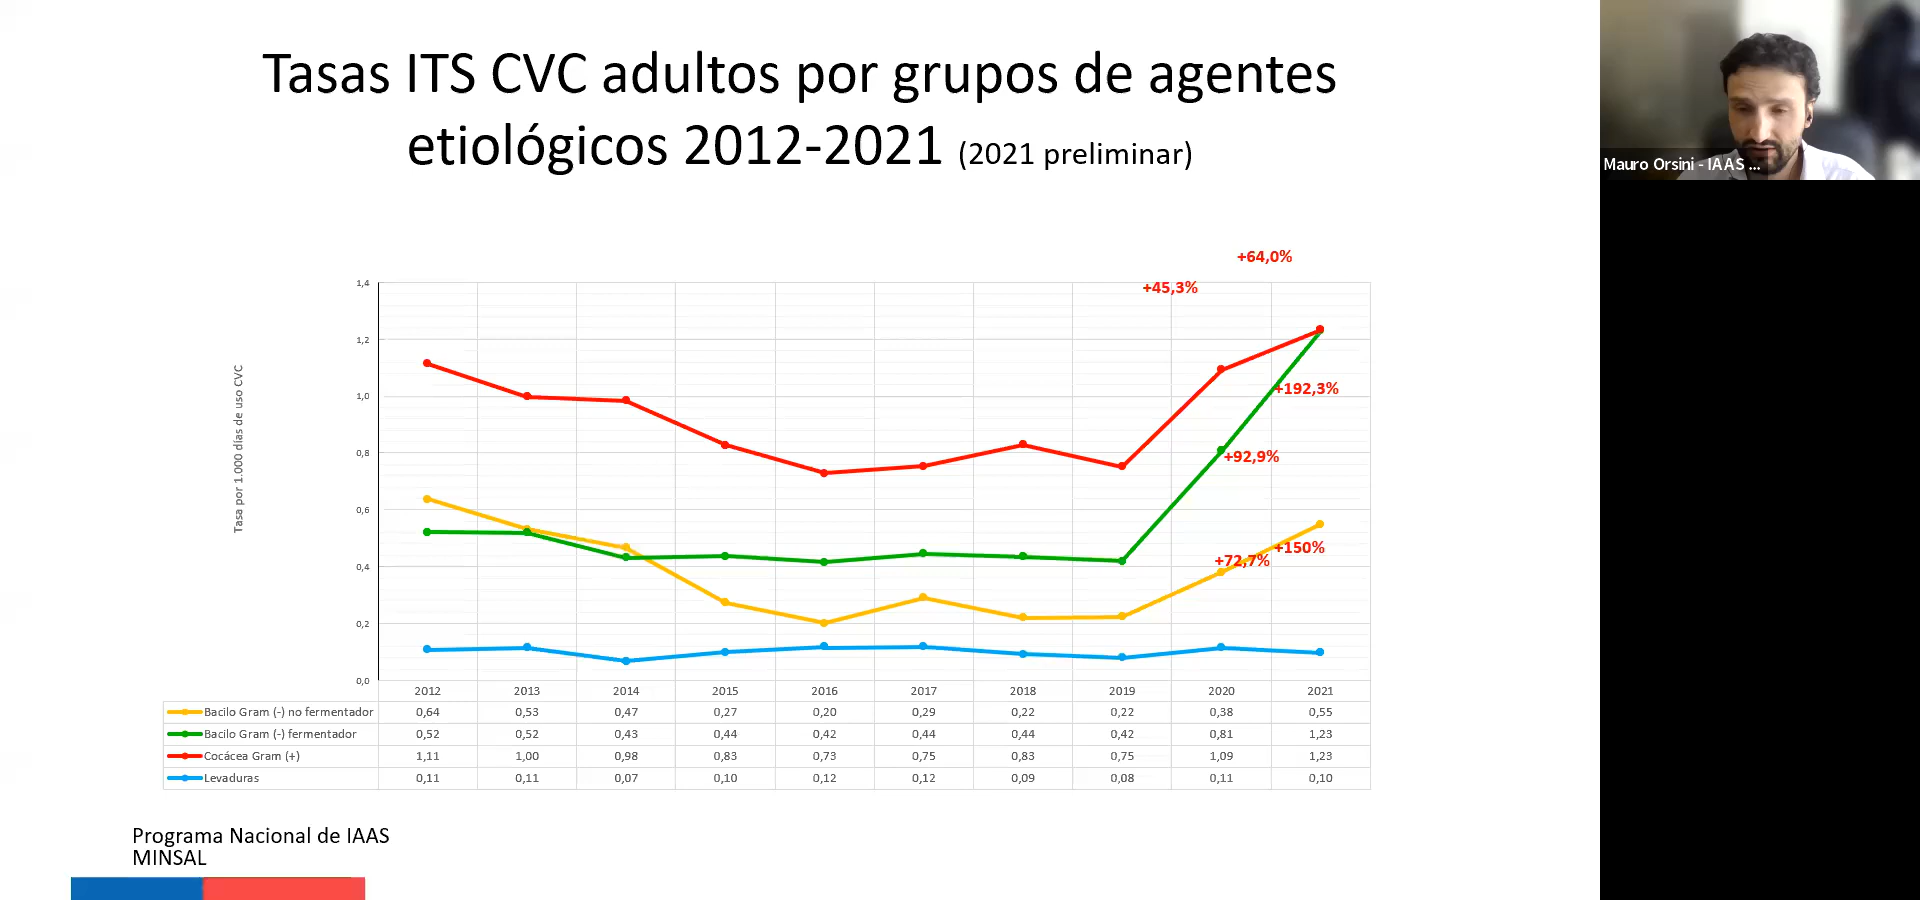 Tasas ITS CVC adultos por grupos de agentes
etiológicos 2012-2021 (2021 preliminar)
Mauro Orsini - IAAS ...
+64,0%
+45,3%
+192,3%
+92,9%
+150%
+72,7%
Tasa por 1.000 días de uso CVC
1,4
1,2
1,0
0,8
0,6
0,4
0,2
0,0
2012 2013 2014 2015 2016 2017 2018 2019 2020 2021
Bacilo Gram (-) no fermentador 0,64 0,53 0,47 0,27 0,20 0,29 0,22 0,22 0,38 0,55
Bacilo Gram (-) fermentador 0,52 0,52 0,43 0,44 0,42 0,44 0,44 0,42 0,81 1,23
Cocácea Gram (+) 1,11 1,00 0,98 0,83 0,73 0,75 0,83 0,75 1,09 1,23
Levaduras 0,11 0,11 0,07 0,10 0,12 0,12 0,09 0,08 0,11 0,10
Programa Nacional de IAAS
MINSAL